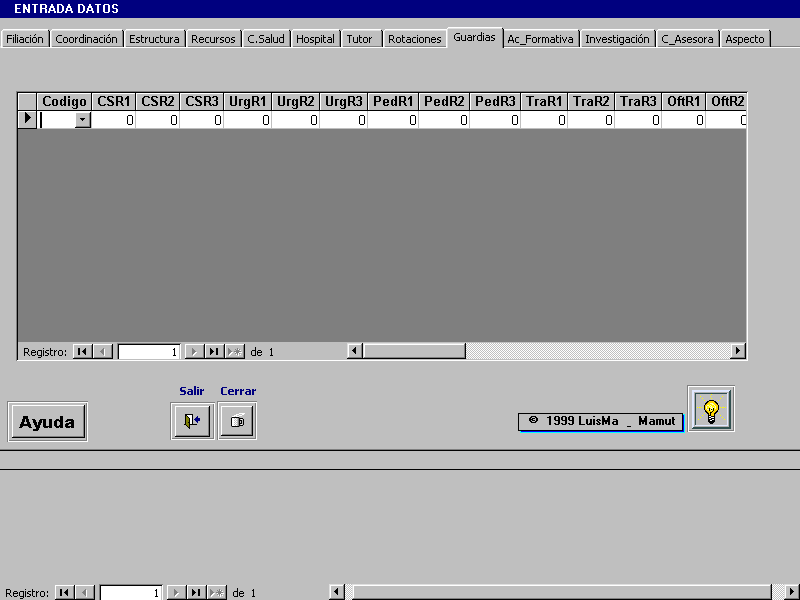 ENTRADA DATOS
Filiación Coordinación Estructura Recursos C.Salud Hospital Tutor Rotaciones Guardias Ac_Formativa Investigación C_Asesora Aspecto
Codigo CSR1 CSR2 CSR3 UrgR1 UrgR2 UrgR3 PedR1 PedR2 PedR3 TraR1 TraR2 TraR3 OftR1 OftR2
0 0 0 0 0 0 0 0 0 0 0 0 0 0
Registro: 1 de 1
Salir Cerrar
Ayuda
© 1999 LuisMa _ Mamut
Registro: 1 de 1